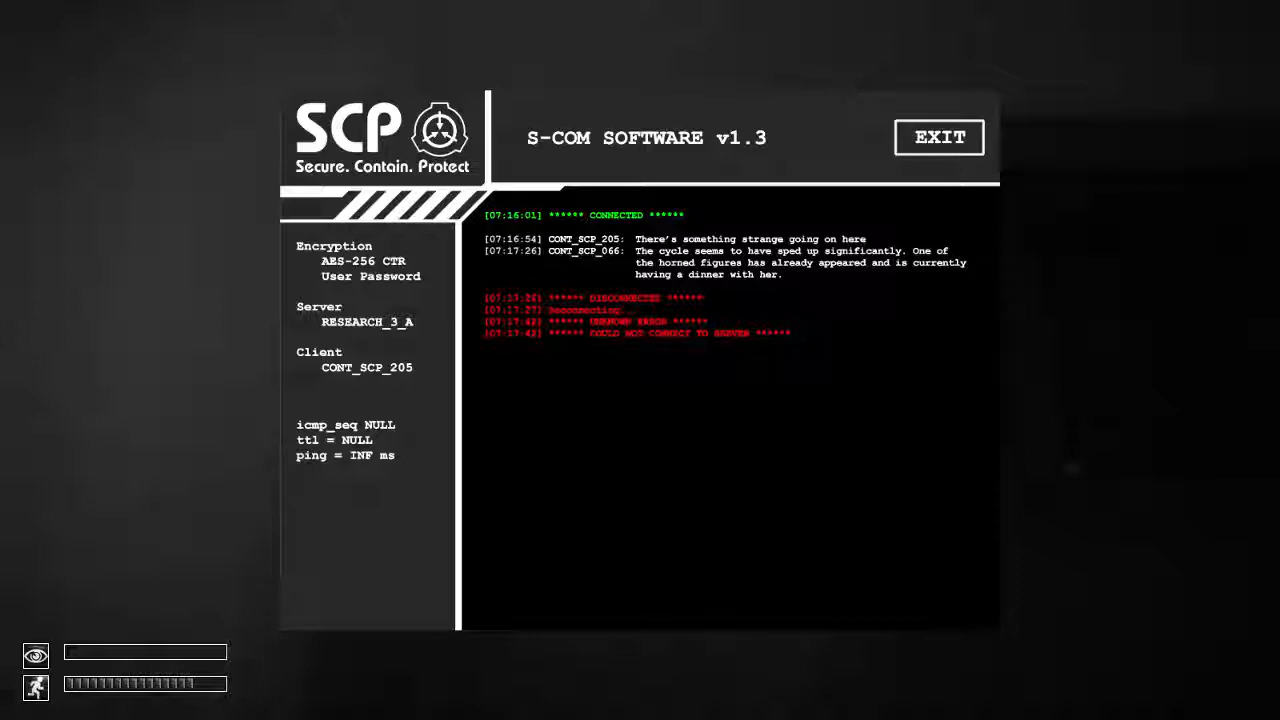 SCP
Secure. Contain. Protect
S-COM SOFTWARE v1.3
EXIT
Encryption
AES-256 CTR
User Password
Server
RESEARCH_3_A
Client
CONT_SCP_205
icmp_seq NULL
ttl = NULL
ping = INF ms
[07:16:01] ****** CONNECTED ******
[07:16:54] CONT_SCP_205: There's something strange going on here
[07:17:26] CONT_SCP_066: The cycle seems to have sped up significantly. One of
the horned figures has already appeared and is currently
having a dinner with her.
[07:17:26] ****** DISCONNECTED ******
[07:17:27] Reconnecting...
[07:17:42] ****** UNKNOWN ERROR ******
[07:17:42] ****** COULD NOT CONNECT TO SERVER ******